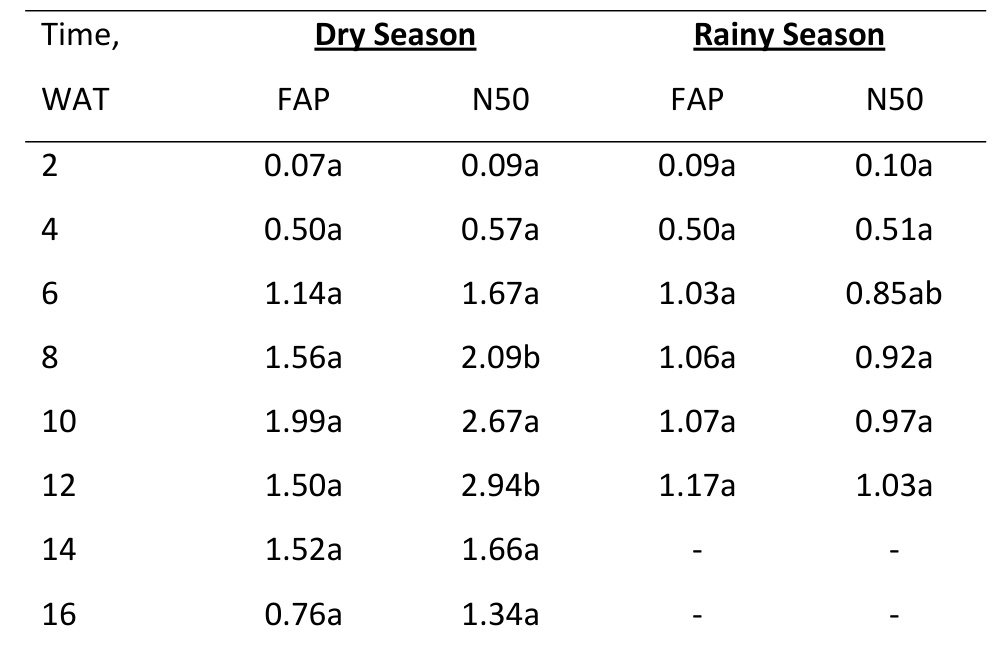 Time, Dry Season Rainy Season
WAT FAP N50 FAP N50
2 0.07a 0.09a 0.09a 0.10a
4 0.50a 0.57a 0.50a 0.51a
6 1.14a 1.67a 1.03a 0.85ab
8 1.56a 2.09b 1.06a 0.92a
10 1.99a 2.67a 1.07a 0.97a
12 1.50a 2.94b 1.17a 1.03a
14 1.52a 1.66a - -
16 0.76a 1.34a - -